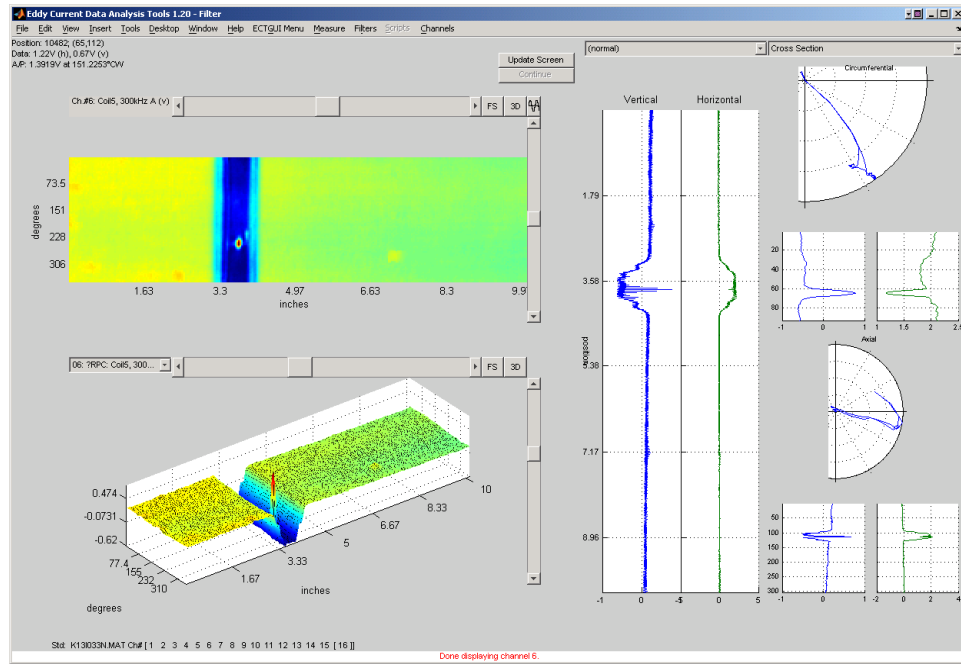 Eddy Current Data Analysis Tools 1.20 - Filter
File Edit View Insert Tools Desktop Window Help ECTGUI Menu Measure Filters Scripts Channels
Position: 10482; (65,112)
Data: 1.22V (h), 0.67V (v)
A/P: 1.3919V at 151.2253°CW
Update Screen
Continue
(normal)
Cross Section
Ch.#6: Coil5, 300kHz A (v)
FS 3D
73.5
151
228
306
degrees
1.63 3.3 4.97 6.63 8.3 9.97
inches
06: ?RPC: Coil5, 300...
FS 3D
0.474
-0.0731
-0.62
77.4
155
232
310
degrees
1.67
3.33
5
6.67
8.33
10
inches
Vertical Horizontal
1.79
3.58
5.38
7.17
8.96
position
-1 0 1
5
Circumferential
20
40
60
80
-1 0 1
1 1.5 2 2.5
Axial
50
100
150
200
250
300
-1 0 1
-2 0 2 4
Std: K13I033N.MAT Ch# [ 1 2 3 4 5 6 7 8 9 10 11 12 13 14 15 [ 16 ]]
Done displaying channel 6.